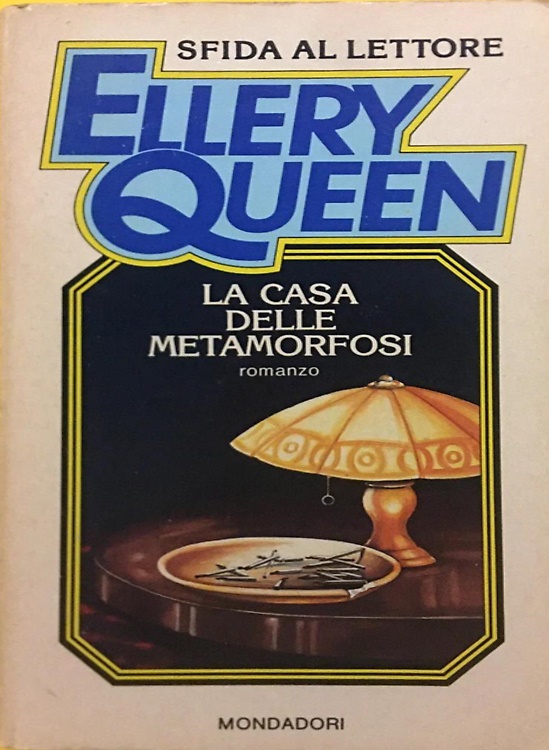 SFIDA AL LETTORE
ELLERY
QUEEN
LA CASA
DELLE
METAMORFOSI
romanzo
MONDADORI